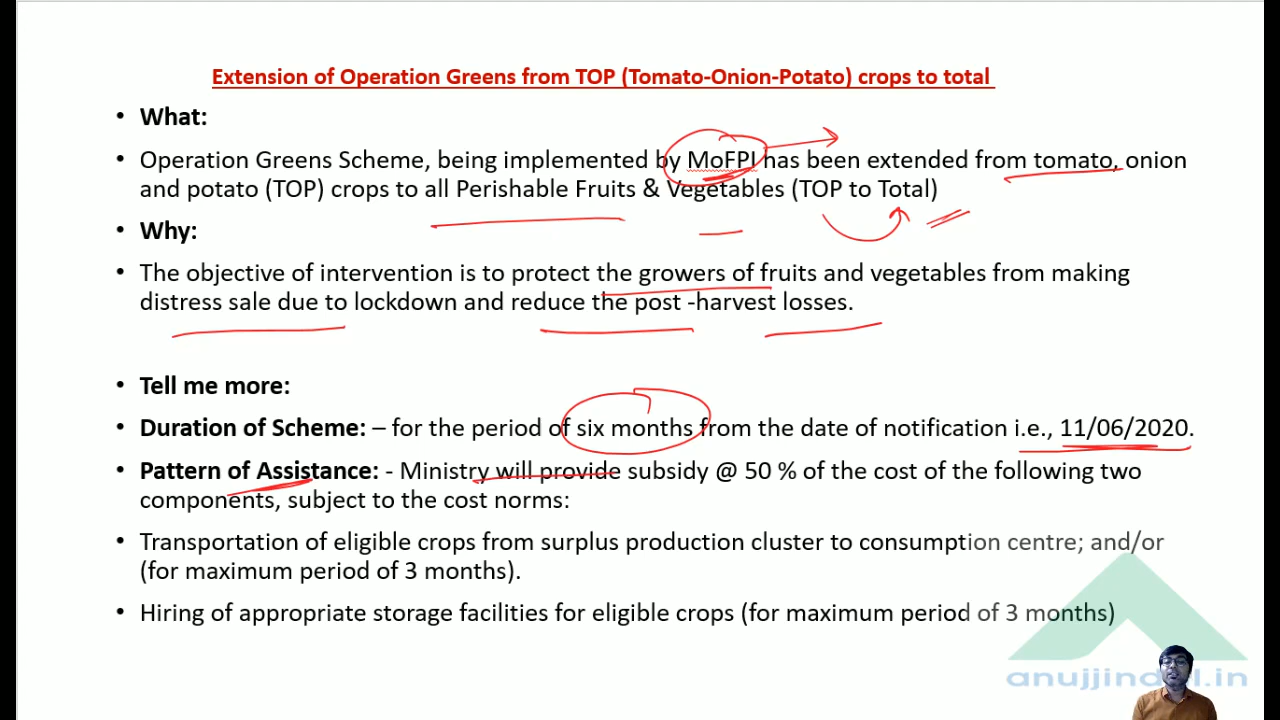 Extension of Operation Greens from TOP (Tomato-Onion-Potato) crops to total
• What:
• Operation Greens Scheme, being implemented by MoFPI has been extended from tomato, onion
and potato (TOP) crops to all Perishable Fruits & Vegetables (TOP to Total)
• Why:
• The objective of intervention is to protect the growers of fruits and vegetables from making
distress sale due to lockdown and reduce the post -harvest losses.
• Tell me more:
• Duration of Scheme: – for the period of six months from the date of notification i.e., 11/06/2020.
• Pattern of Assistance: - Ministry will provide subsidy @ 50 % of the cost of the following two
components, subject to the cost norms:
• Transportation of eligible crops from surplus production cluster to consumption centre; and/or
(for maximum period of 3 months).
• Hiring of appropriate storage facilities for eligible crops (for maximum period of 3 months)